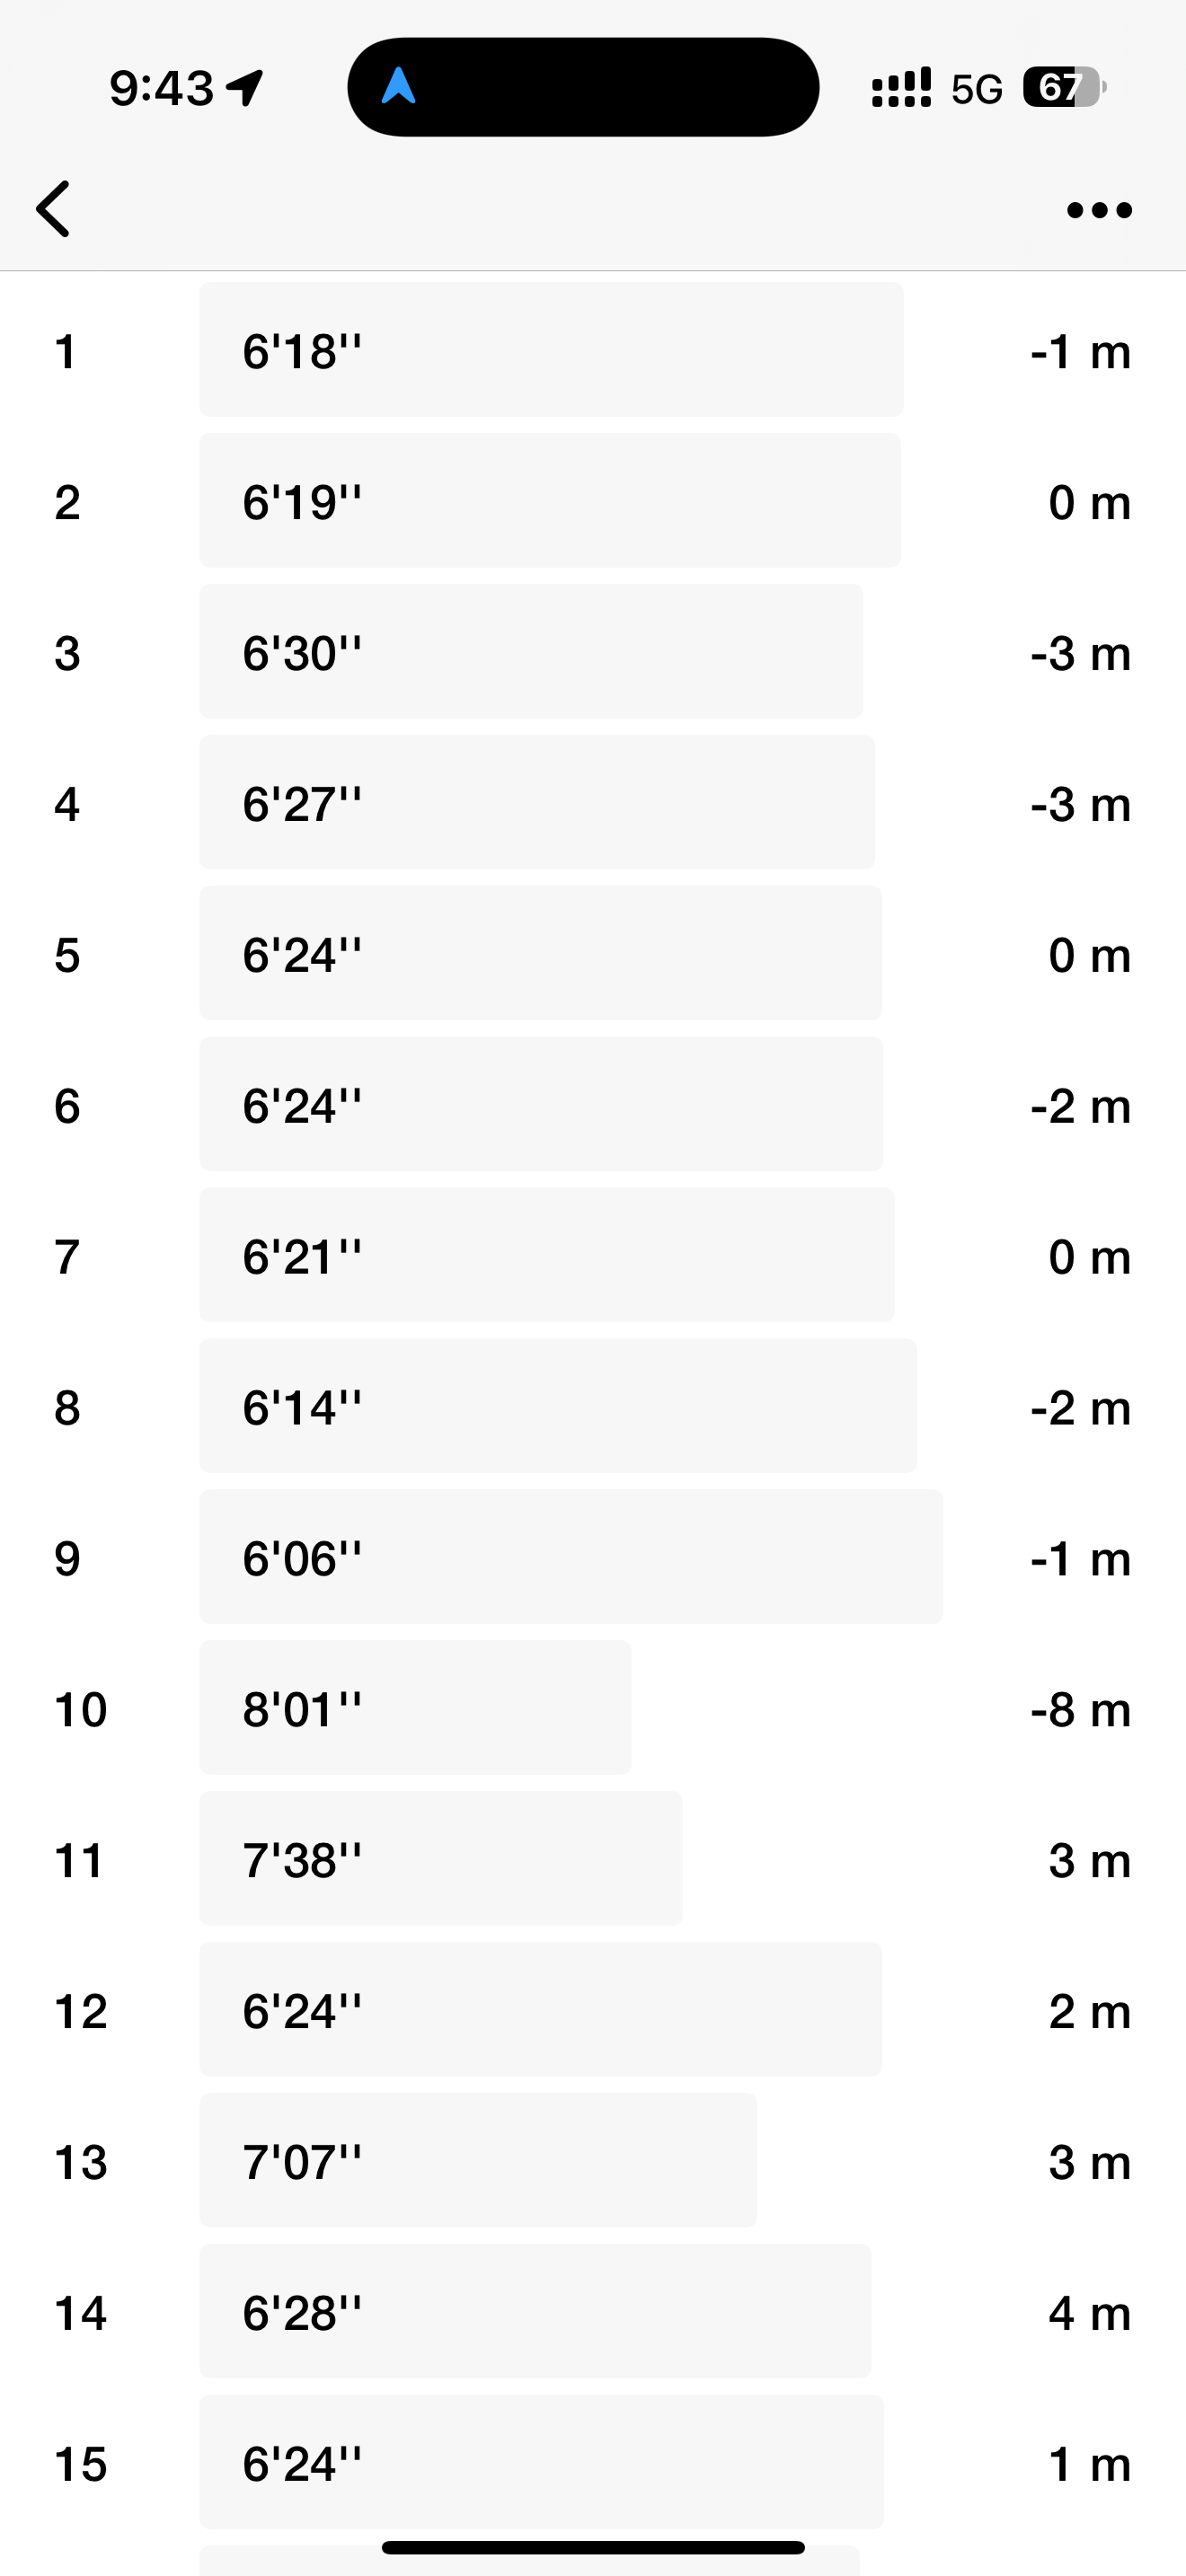 9:43 5G 67
1 6'18'' -1 m
2 6'19'' 0 m
3 6'30'' -3 m
4 6'27'' -3 m
5 6'24'' 0 m
6 6'24'' -2 m
7 6'21'' 0 m
8 6'14'' -2 m
9 6'06'' -1 m
10 8'01'' -8 m
11 7'38'' 3 m
12 6'24'' 2 m
13 7'07'' 3 m
14 6'28'' 4 m
15 6'24'' 1 m